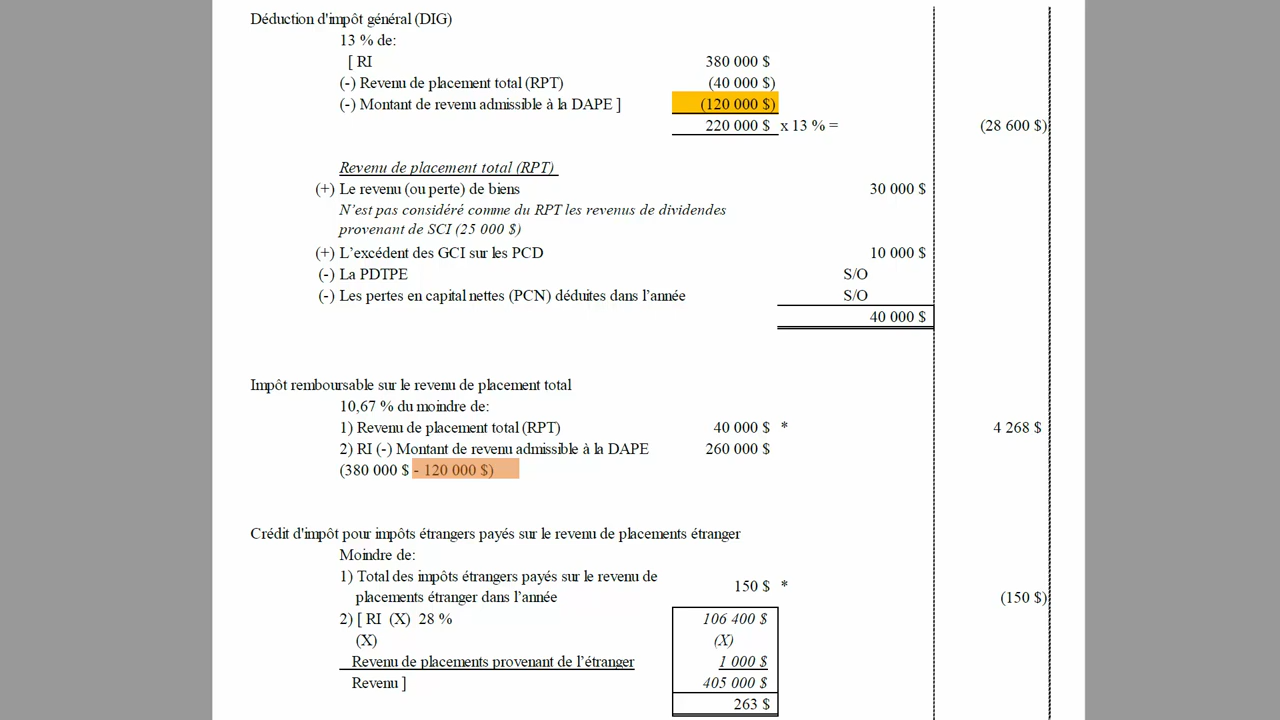 Déduction d'impôt général (DIG)
13 % de:
[ RI 380 000 $
(-) Revenu de placement total (RPT) (40 000 $)
(-) Montant de revenu admissible à la DAPE ] (120 000 $)
220 000 $ x 13 % = (28 600 $)
Revenu de placement total (RPT)
(+) Le revenu (ou perte) de biens 30 000 $
N'est pas considéré comme du RPT les revenus de dividendes
provenant de SCI (25 000 $)
(+) L'excédent des GCI sur les PCD 10 000 $
(-) La PDTPE S/O
(-) Les pertes en capital nettes (PCN) déduites dans l'année S/O
40 000 $
Impôt remboursable sur le revenu de placement total
10,67 % du moindre de:
1) Revenu de placement total (RPT) 40 000 $ * 4 268 $
2) RI (-) Montant de revenu admissible à la DAPE 260 000 $
(380 000 $ - 120 000 $)
Crédit d'impôt pour impôts étrangers payés sur le revenu de placements étranger
Moindre de:
1) Total des impôts étrangers payés sur le revenu de 150 $ *
placements étranger dans l'année (150 $)
2) [ RI (X) 28 % 106 400 $
(X) (X)
Revenu de placements provenant de l'étranger 1 000 $
Revenu ] 405 000 $
263 $